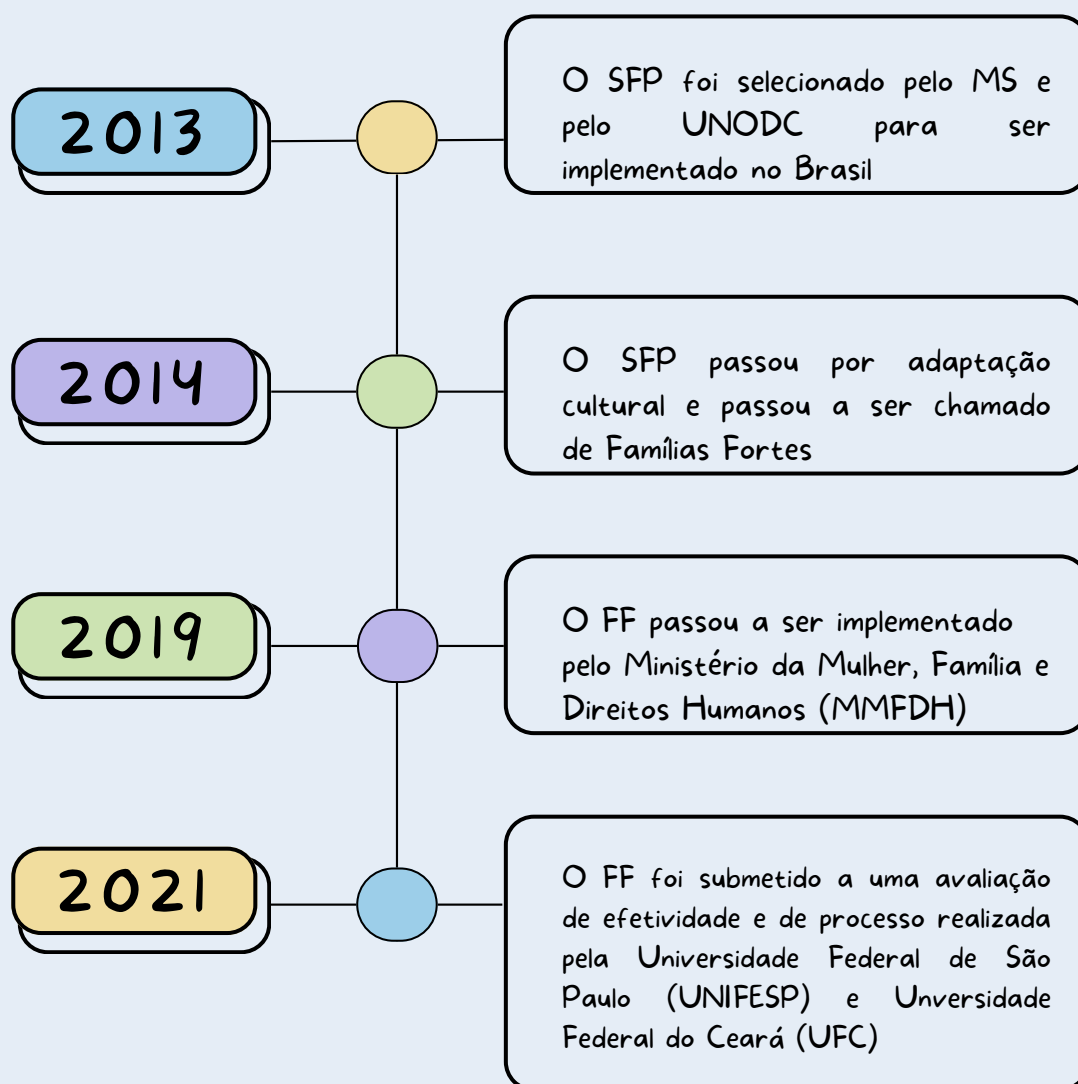 2013
O SFP foi selecionado pelo MS e
pelo UNODC para ser
implementado no Brasil
2014
O SFP passou por adaptação
cultural e passou a ser chamado
de Famílias Fortes
2019
O FF passou a ser implementado
pelo Ministério da Mulher, Família e
Direitos Humanos (MMFDH)
2021
O FF foi submetido a uma avaliação
de efetividade e de processo realizada
pela Universidade Federal de São
Paulo (UNIFESP) e Unversidade
Federal do Ceará (UFC)